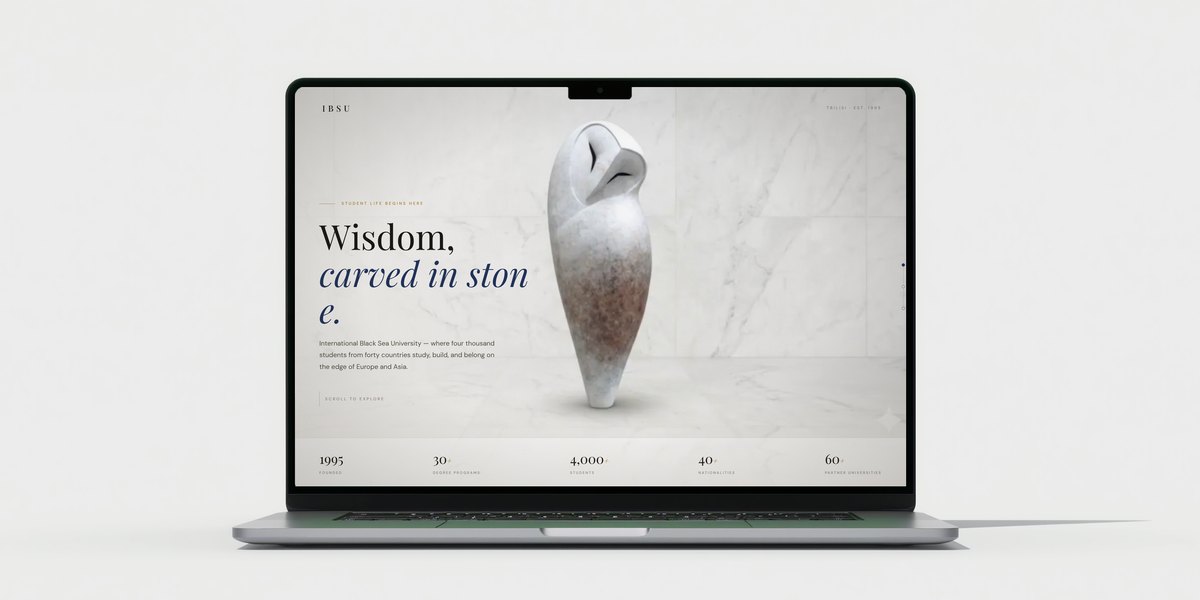 IBSU
TBILISI · EST. 1995
STUDENT LIFE BEGINS HERE
Wisdom,
carved in ston
e.
International Black Sea University — where four thousand
students from forty countries study, build, and belong on
the edge of Europe and Asia.
SCROLL TO EXPLORE
1995
FOUNDED
30+
DEGREE PROGRAMS
4,000+
STUDENTS
40+
NATIONALITIES
60+
PARTNER UNIVERSITIES